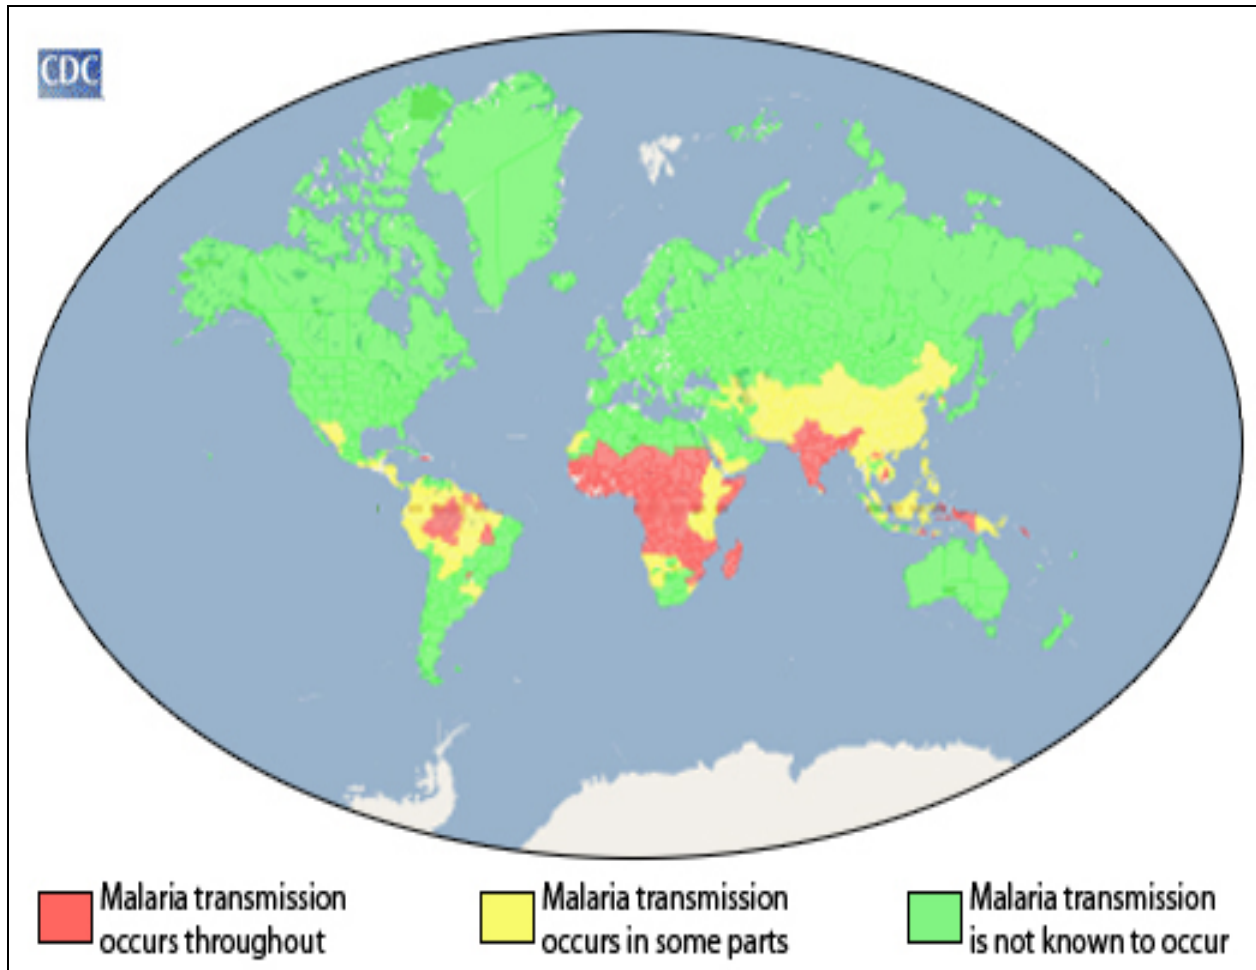 CDC
Malaria transmission
occurs throughout
Malaria transmission
occurs in some parts
Malaria transmission
is not known to occur